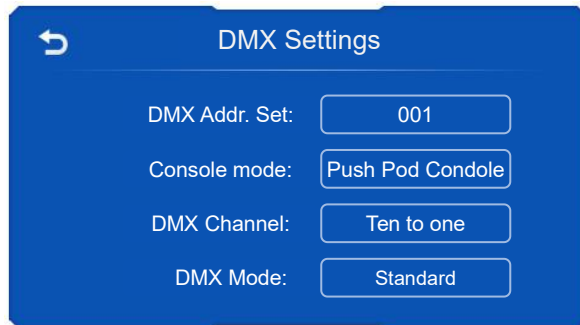 DMX Settings
DMX Addr. Set: 001
Console mode: Push Pod Condole
DMX Channel: Ten to one
DMX Mode: Standard